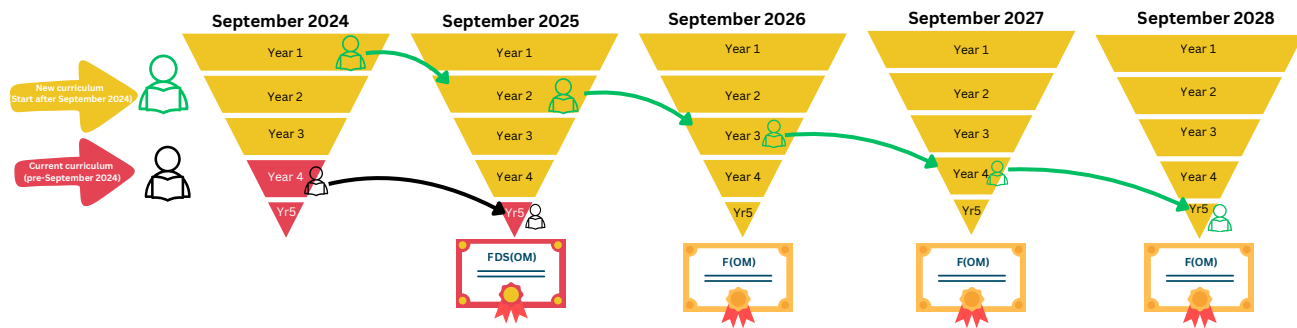 September 2024
September 2025
September 2026
September 2027
September 2028
New curriculum
(Start after September 2024)
Current curriculum
(pre-September 2024)
Year 1
Year 2
Year 3
Year 4
Yr5
Year 1
Year 2
Year 3
Year 4
Yr5
FDS(OM)
Year 1
Year 2
Year 3
Year 4
Yr5
F(OM)
Year 1
Year 2
Year 3
Year 4
Yr5
F(OM)
Year 1
Year 2
Year 3
Year 4
Yr5
F(OM)